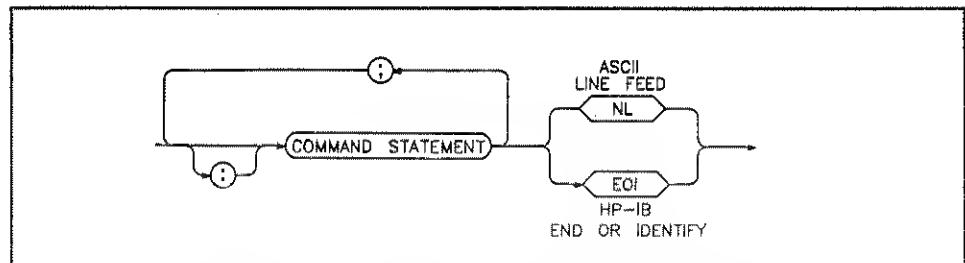 ;
ASCII
LINE FEED
NL
COMMAND STATEMENT
:
EOI
HP-IB
END OR IDENTIFY